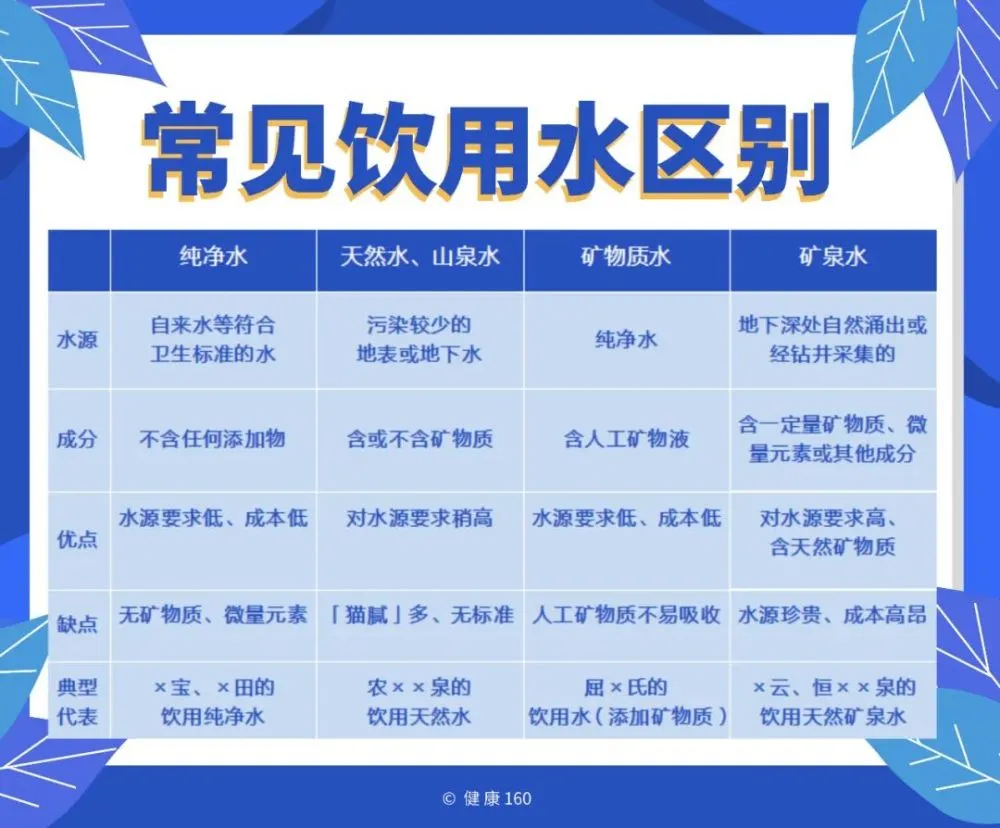 常见饮用水区别
纯净水 天然水、山泉水 矿物质水 矿泉水
水源
自来水等符合
卫生标准的水
污染较少的
地表或地下水
纯净水
地下深处自然涌出或
经钻井采集的
成分
不含任何添加物
含或不含矿物质
含人工矿物液
含一定量矿物质、微
量元素或其他成分
优点
水源要求低、成本低
对水源要求稍高
水源要求低、成本低
对水源要求高、
含天然矿物质
缺点
无矿物质、微量元素
「猫腻」多、无标准
人工矿物质不易吸收
水源珍贵、成本高昂
典型
代表
×宝、×田的
饮用纯净水
农××泉的
饮用天然水
屈×氏的
饮用水（添加矿物质）
×云、恒××泉的
饮用天然矿泉水
© 健康160